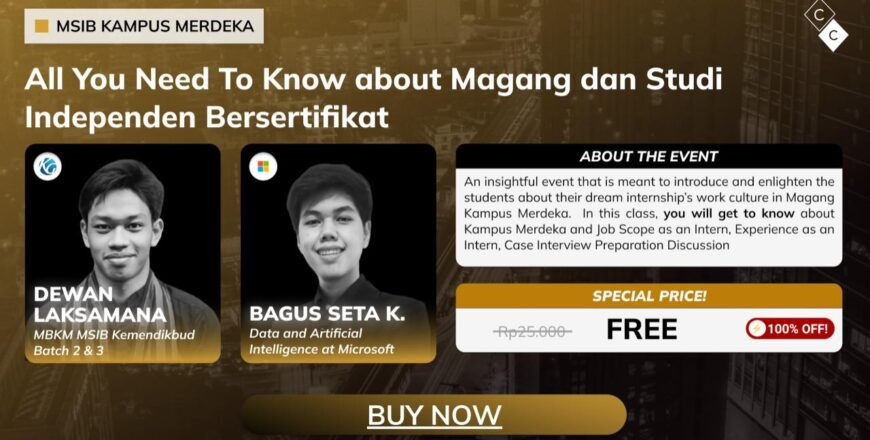 MSIB KAMPUS MERDEKA
C
C
All You Need To Know about Magang dan Studi
Independen Bersertifikat
DEWAN
LAKSAMANA
MBKM MSIB Kemendikbud
Batch 2 & 3
BAGUS SETA K.
Data and Artificial
Intelligence at Microsoft
ABOUT THE EVENT
An insightful event that is meant to introduce and enlighten the
students about their dream internship's work culture in Magang
Kampus Merdeka. In this class, you will get to know about
Kampus Merdeka and Job Scope as an Intern, Experience as an
Intern, Case Interview Preparation Discussion
SPECIAL PRICE!
Rp25.000 FREE 100% OFF!
BUY NOW